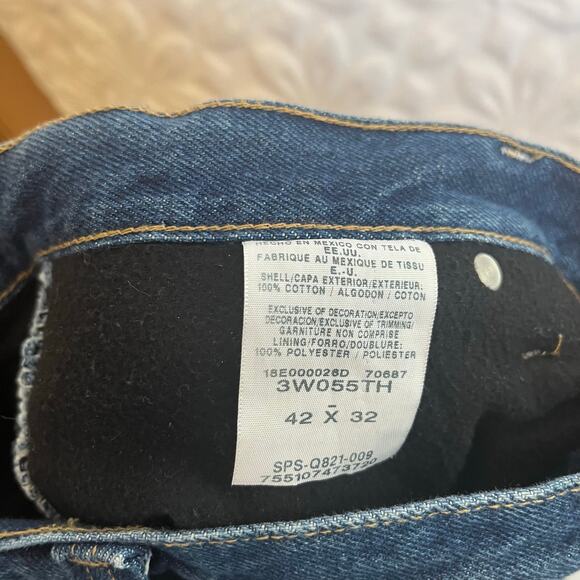 HECHO EN MEXICO CON TELA DE
EE.UU.
FABRIQUE AU MEXIQUE DE TISSU
E.-U.
SHELL/CAPA EXTERIOR/EXTERIEUR:
100% COTTON / ALGODON / COTON
EXCLUSIVE OF DECORATION/EXCEPTO
DECORACION/EXCLUSIVE OF TRIMMING/
GARNITURE NON COMPRISE
LINING/FORRO/DOUBLURE:
100% POLYESTER / POLIESTER
18E000026D 70687
3W055TH
-
42 X 32
SPS-Q821-009
755107473720